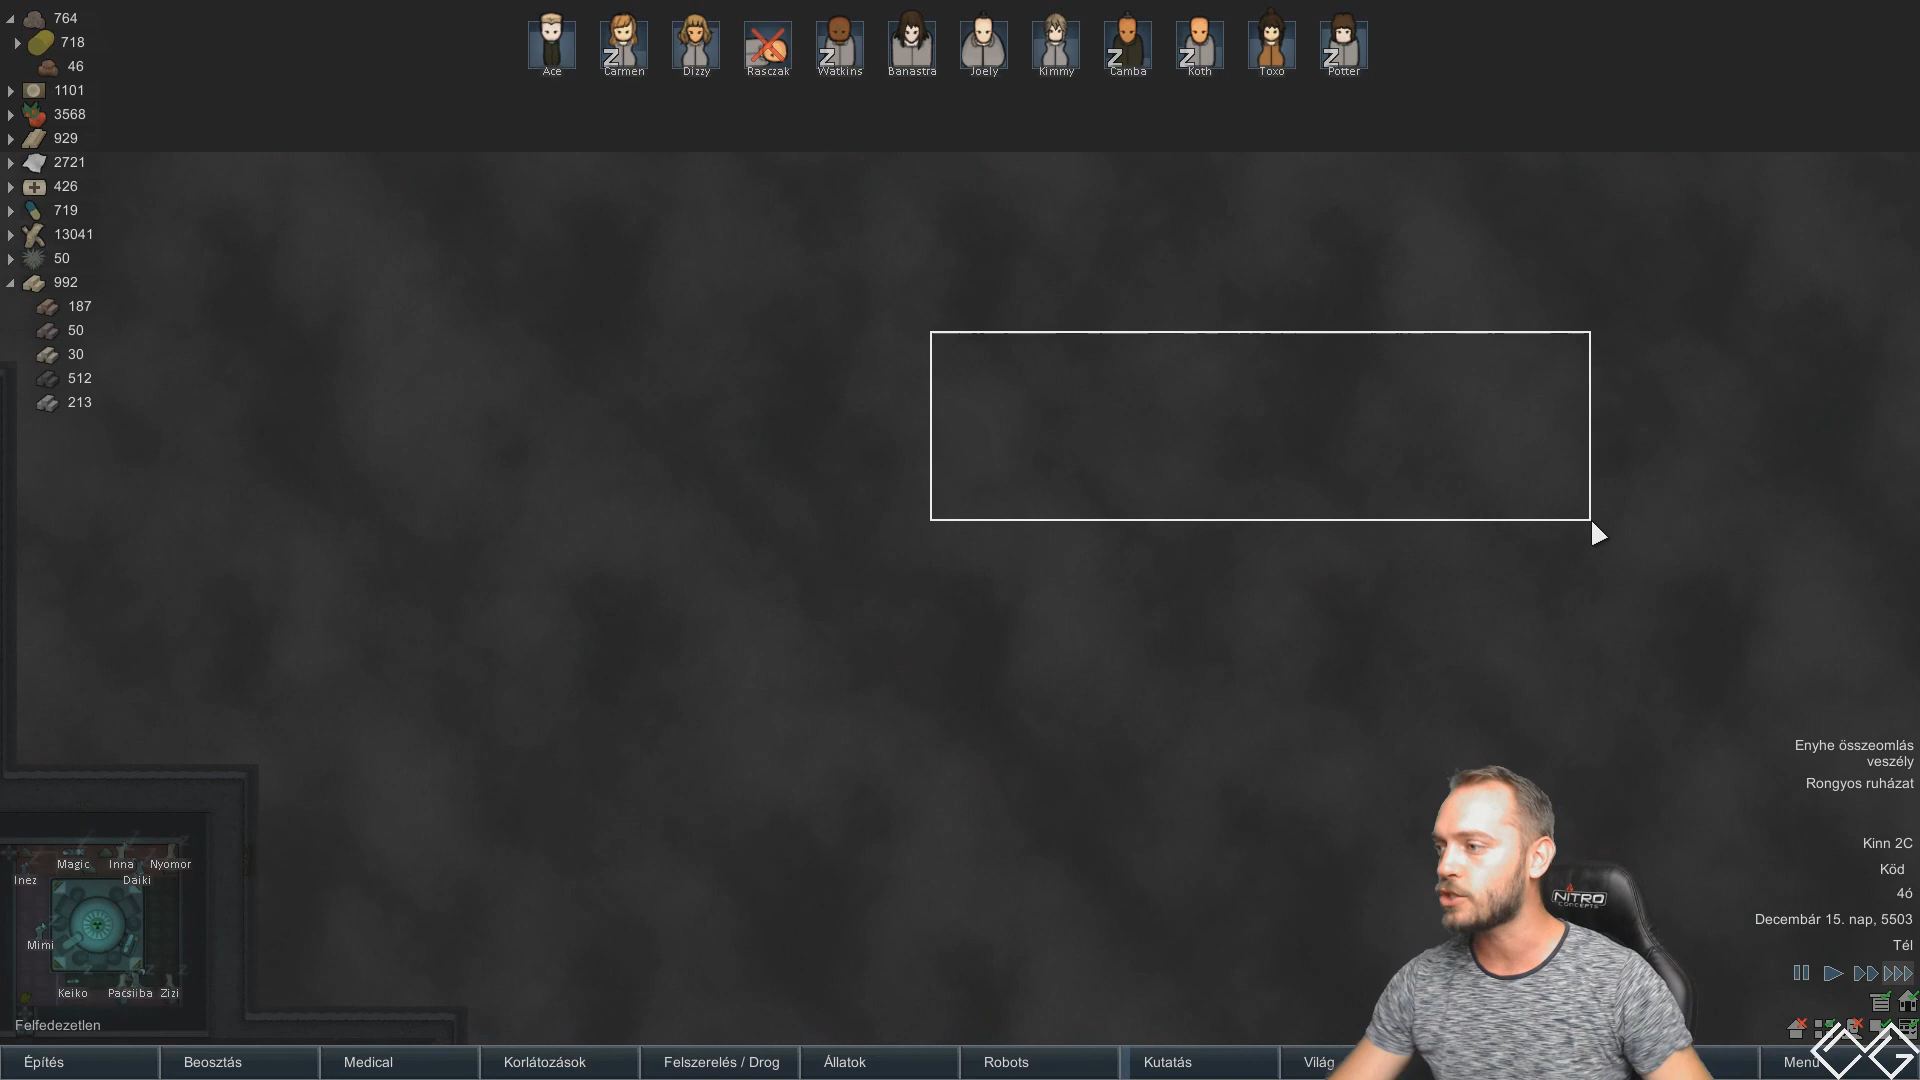 764
718
46
1101
3568
929
2721
426
719
13041
50
992
187
50
30
512
213
Ace
Carmen
Dizzy
Rasczak
Watkins
Banastra
Joely
Kimmy
Camba
Koth
Toxo
Potter
Enyhe összeomlás
veszély
Rongyos ruházat
Kinn 2C
Köd
4ó
Decembár 15. nap, 5503
Tél
Magic
Inna
Nyomor
Inez
Daiki
Mimi
Keiko
Pacsiiba
Zizi
Felfedezetlen
NITRO
CONCEPTS
Építés
Beosztás
Medical
Korlátozások
Felszerelés / Drog
Állatok
Robots
Kutatás
Világ
Menü